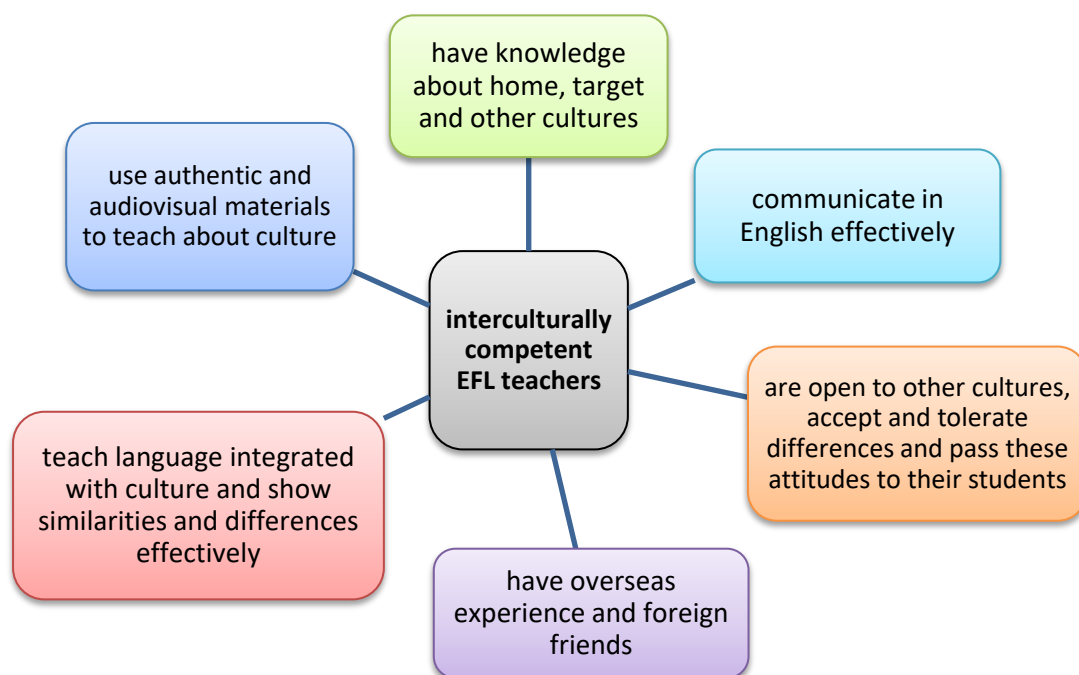 have knowledge
about home, target
and other cultures
use authentic and
audiovisual materials
to teach about culture
communicate in
English effectively
interculturally
competent
EFL teachers
are open to other cultures,
accept and tolerate
differences and pass these
attitudes to their students
teach language integrated
with culture and show
similarities and differences
effectively
have overseas
experience and foreign
friends